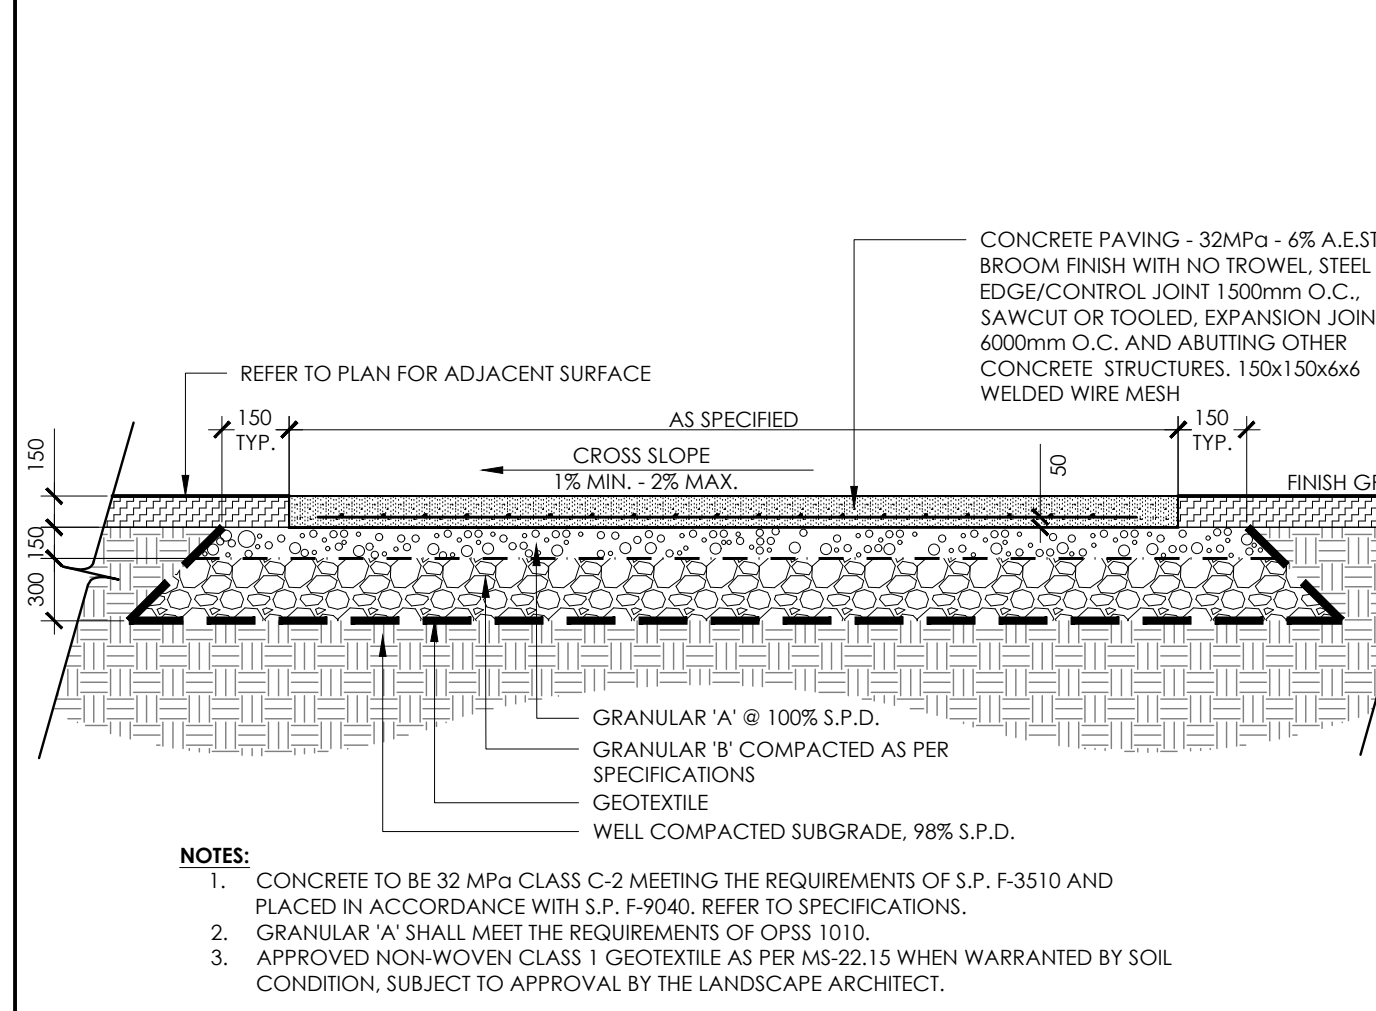 CONCRETE PAVING - 32MPa - 6% A.E.ST
BROOM FINISH WITH NO TROWEL, STEEL
EDGE/CONTROL JOINT 1500mm O.C.,
SAWCUT OR TOOLED, EXPANSION JOIN
6000mm O.C. AND ABUTTING OTHER
CONCRETE STRUCTURES. 150x150x6x6
WELDED WIRE MESH
REFER TO PLAN FOR ADJACENT SURFACE
150
TYP.
AS SPECIFIED
150
TYP.
CROSS SLOPE
1% MIN. - 2% MAX.
50
FINISH GR
150
150
300
GRANULAR 'A' @ 100% S.P.D.
GRANULAR 'B' COMPACTED AS PER
SPECIFICATIONS
GEOTEXTILE
WELL COMPACTED SUBGRADE, 98% S.P.D.
NOTES:
1. CONCRETE TO BE 32 MPa CLASS C-2 MEETING THE REQUIREMENTS OF S.P. F-3510 AND
PLACED IN ACCORDANCE WITH S.P. F-9040. REFER TO SPECIFICATIONS.
2. GRANULAR 'A' SHALL MEET THE REQUIREMENTS OF OPSS 1010.
3. APPROVED NON-WOVEN CLASS 1 GEOTEXTILE AS PER MS-22.15 WHEN WARRANTED BY SOIL
CONDITION, SUBJECT TO APPROVAL BY THE LANDSCAPE ARCHITECT.